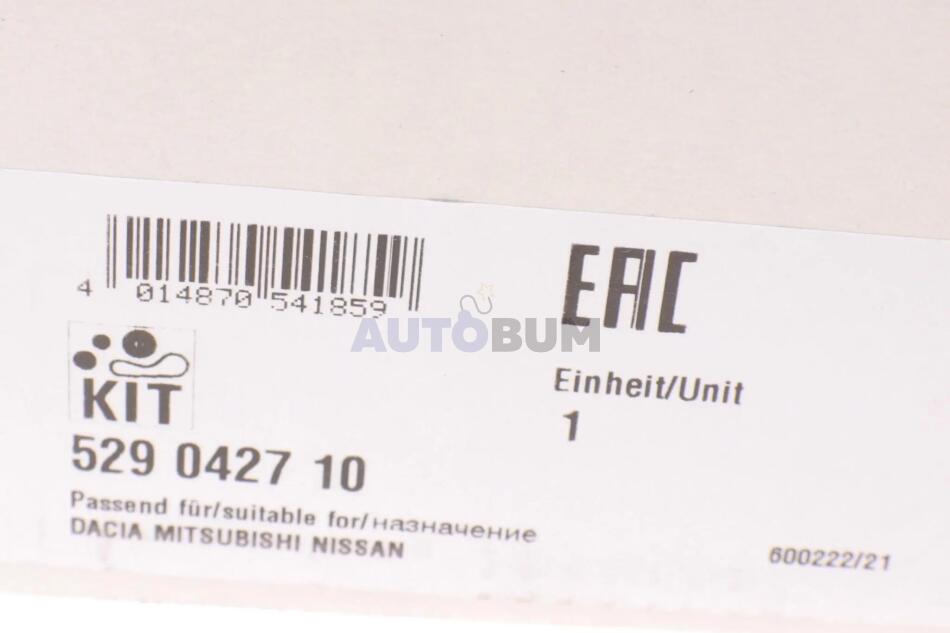 4 014870 541859
EAC
AUTOBUM
KIT
Einheit/Unit
1
529 0427 10
Passend für/suitable for/назначение
DACIA MITSUBISHI NISSAN
600222/21